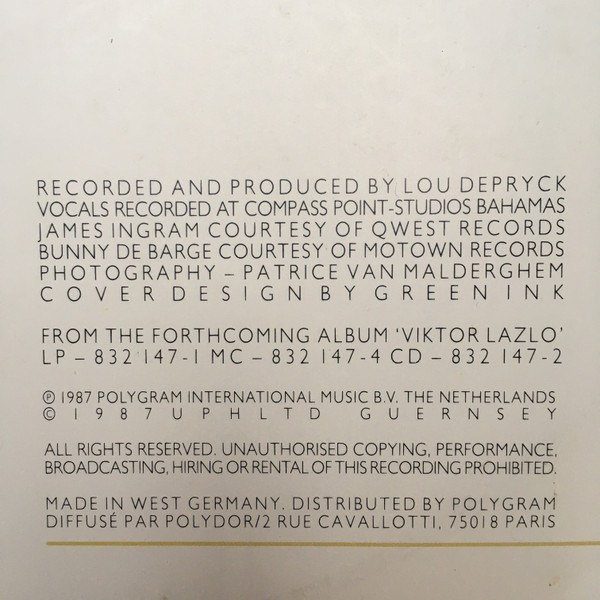 RECORDED AND PRODUCED BY LOU DEPRYCK
VOCALS RECORDED AT COMPASS POINT-STUDIOS BAHAMAS
JAMES INGRAM COURTESY OF QWEST RECORDS
BUNNY DE BARGE COURTESY OF MOTOWN RECORDS
PHOTOGRAPHY – PATRICE VAN MALDERGHEM
COVER DESIGN BY GREEN INK
FROM THE FORTHCOMING ALBUM ‘VIKTOR LAZLO’
LP – 832 147-1 MC – 832 147-4 CD – 832 147-2
℗ 1987 POLYGRAM INTERNATIONAL MUSIC B.V. THE NETHERLANDS
© 1987 UPH LTD GUERNSEY
ALL RIGHTS RESERVED. UNAUTHORISED COPYING, PERFORMANCE,
BROADCASTING, HIRING OR RENTAL OF THIS RECORDING PROHIBITED.
MADE IN WEST GERMANY. DISTRIBUTED BY POLYGRAM
DIFFUSÉ PAR POLYDOR/2 RUE CAVALLOTTI, 75018 PARIS